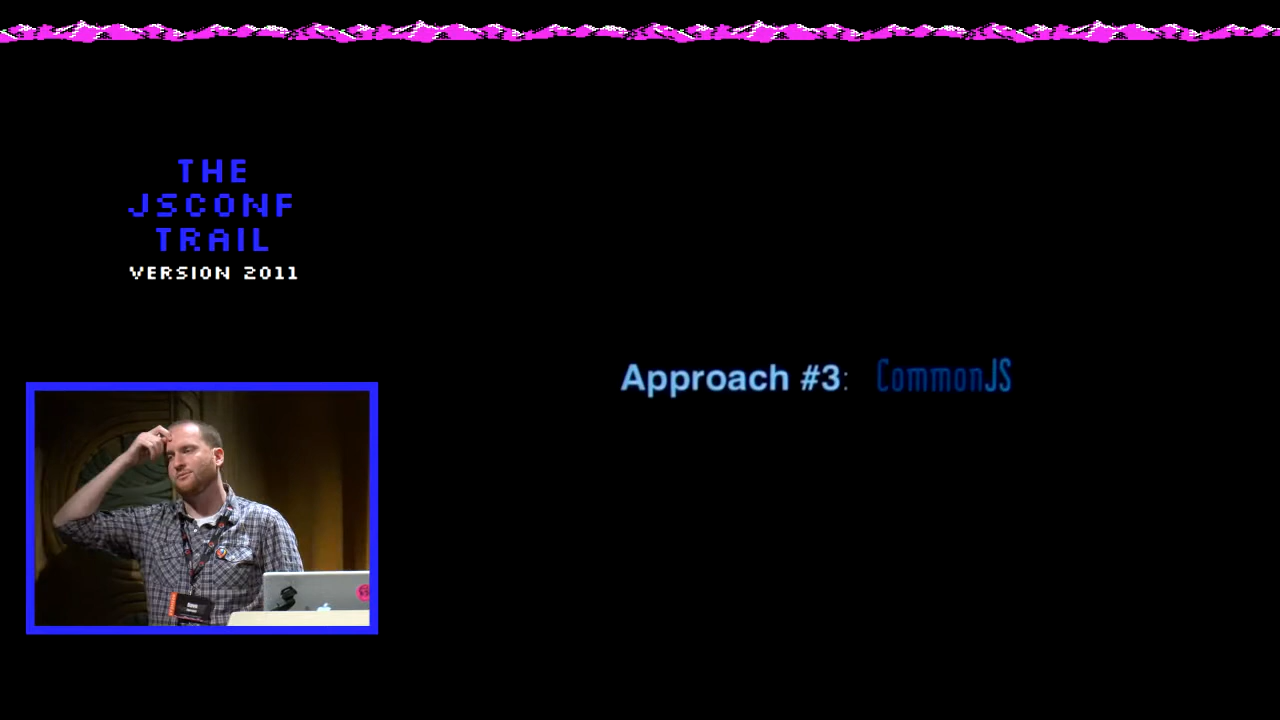 THE
JSCONF
TRAIL
VERSION 2011
Approach #3: CommonJS